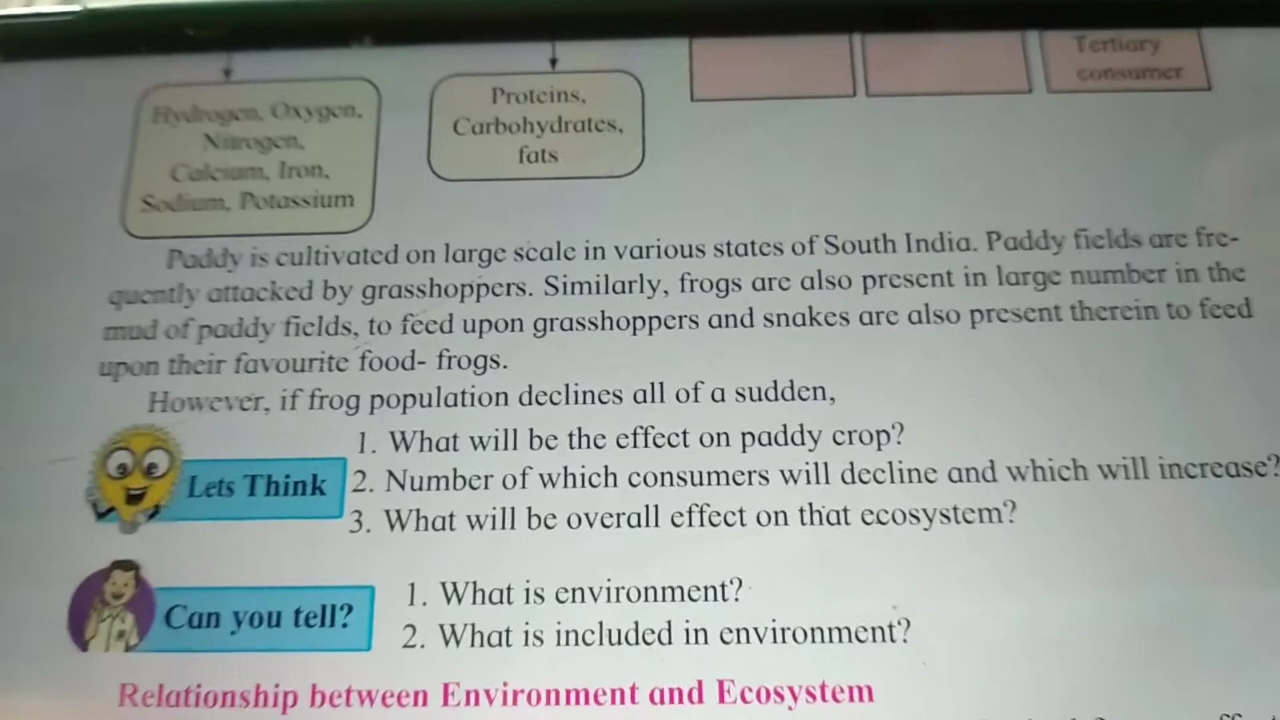 Tertiary
consumer
Hydrogen, Oxygen,
Nitrogen,
Calcium, Iron,
Sodium, Potassium
Proteins,
Carbohydrates,
fats
Paddy is cultivated on large scale in various states of South India. Paddy fields are fre-
quently attacked by grasshoppers. Similarly, frogs are also present in large number in the
mud of paddy fields, to feed upon grasshoppers and snakes are also present therein to feed
upon their favourite food- frogs.
However, if frog population declines all of a sudden,
Lets Think
1. What will be the effect on paddy crop?
2. Number of which consumers will decline and which will increase?
3. What will be overall effect on that ecosystem?
Can you tell?
1. What is environment?
2. What is included in environment?
Relationship between Environment and Ecosystem